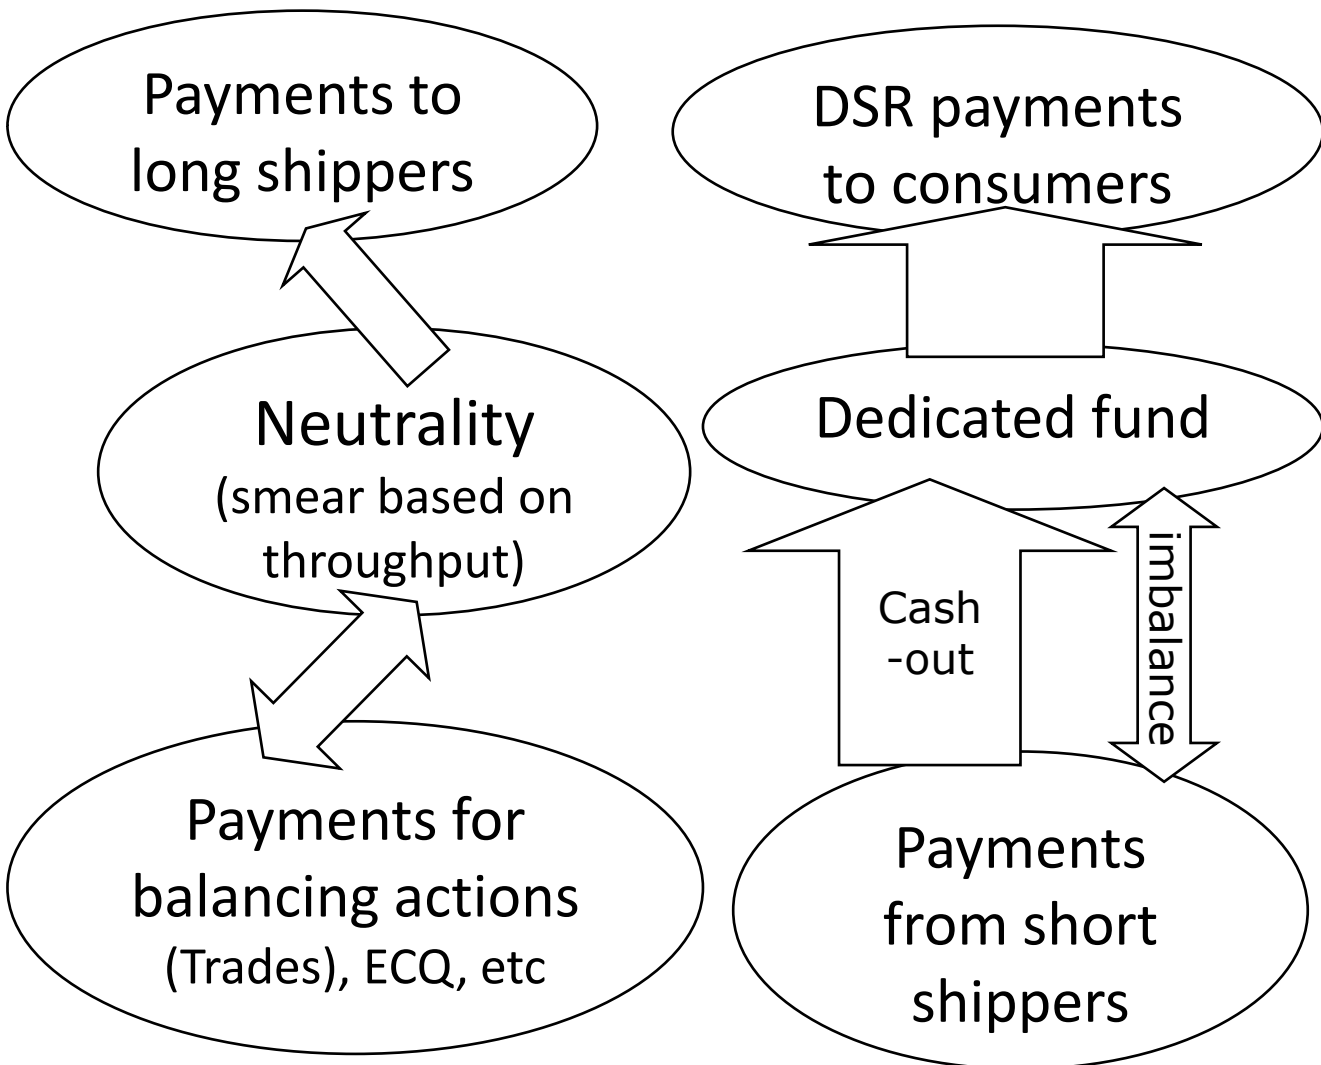 Payments to
long shippers
DSR payments
to consumers
Neutrality
(smear based on
throughput)
Dedicated fund
Cash
-out
imbalance
Payments for
balancing actions
(Trades), ECQ, etc
Payments
from short
shippers